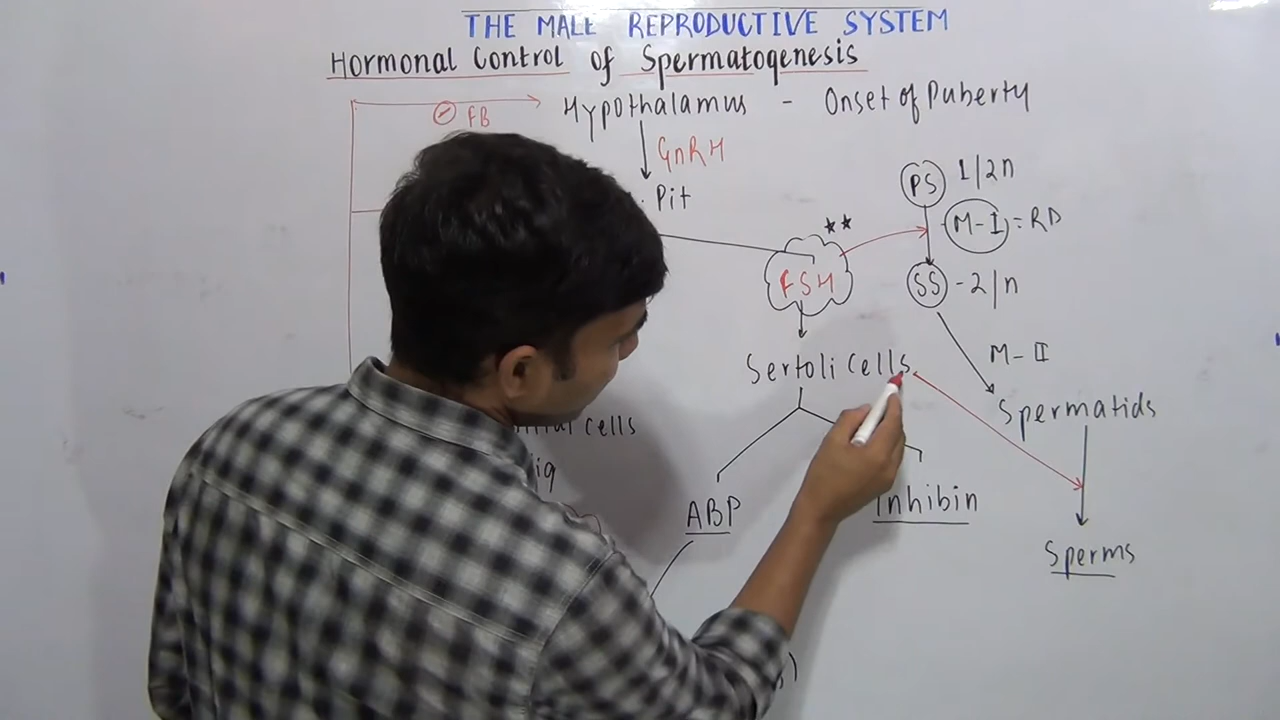 THE MALE REPRODUCTIVE SYSTEM
Hormonal Control of Spermatogenesis
⊖ FB
Hypothalamus - Onset of Puberty
GnRH
Pit
PS 1/2n
M-I = RD
**
FSH
SS - 2/n
M-II
Sertoli Cells
Spermatids
cells
ABP
Inhibin
Sperms